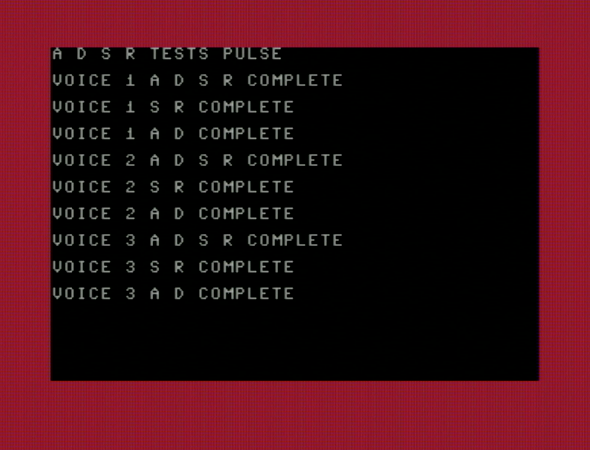 A D S R TESTS PULSE
VOICE 1 A D S R COMPLETE
VOICE 1 S R COMPLETE
VOICE 1 A D COMPLETE
VOICE 2 A D S R COMPLETE
VOICE 2 S R COMPLETE
VOICE 2 A D COMPLETE
VOICE 3 A D S R COMPLETE
VOICE 3 S R COMPLETE
VOICE 3 A D COMPLETE